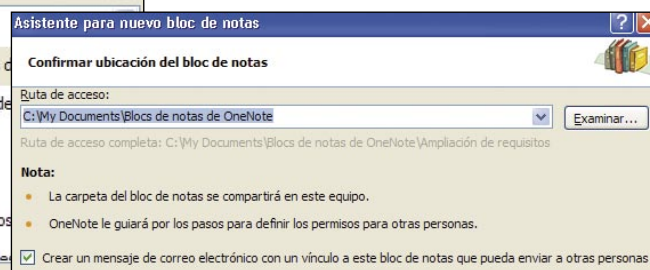 Asistente para nuevo bloc de notas
Confirmar ubicación del bloc de notas
Ruta de acceso:
C:\My Documents\Blocs de notas de OneNote
Examinar...
Ruta de acceso completa: C:\My Documents\Blocs de notas de OneNote\Ampliación de requisitos
Nota:
La carpeta del bloc de notas se compartirá en este equipo.
OneNote le guiará por los pasos para definir los permisos para otras personas.
Crear un mensaje de correo electrónico con un vínculo a este bloc de notas que pueda enviar a otras personas